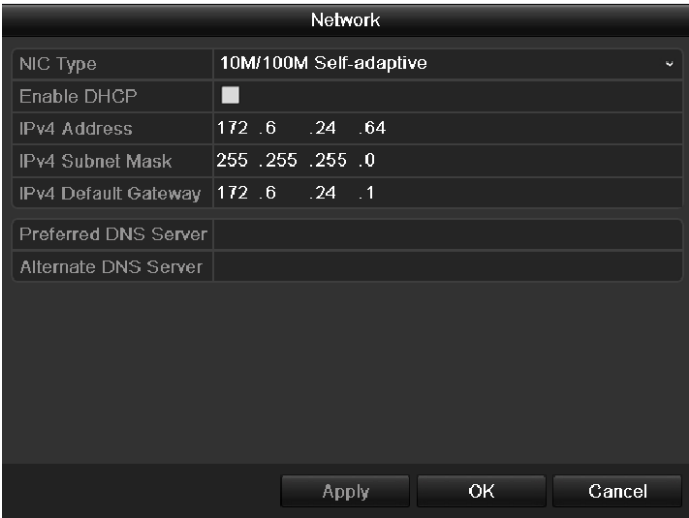 Network
NIC Type 10M/100M Self-adaptive
Enable DHCP
IPv4 Address 172 .6 .24 .64
IPv4 Subnet Mask 255 .255 .255 .0
IPv4 Default Gateway 172 .6 .24 .1
Preferred DNS Server
Alternate DNS Server
Apply OK Cancel